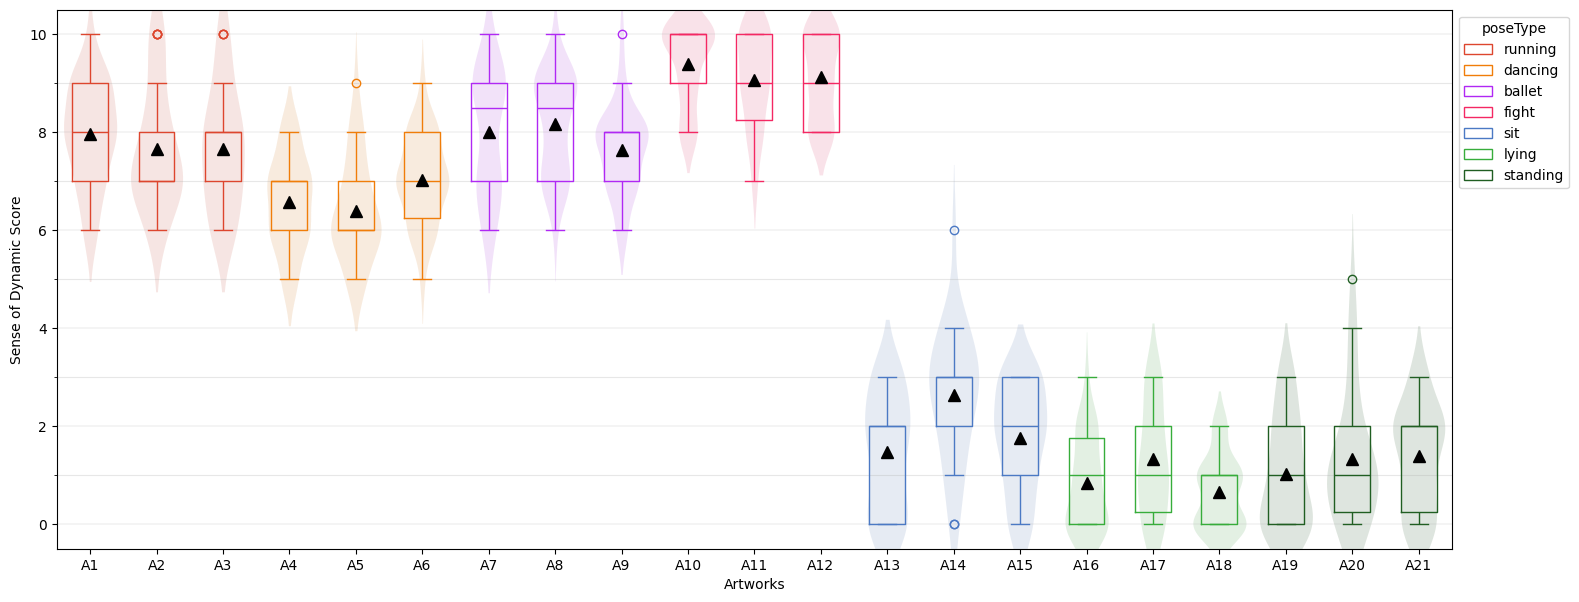 poseType
running
dancing
ballet
fight
sit
lying
standing
Sense of Dynamic Score
10
8
6
4
2
0
A1 A2 A3 A4 A5 A6 A7 A8 A9 A10 A11 A12 A13 A14 A15 A16 A17 A18 A19 A20 A21
Artworks